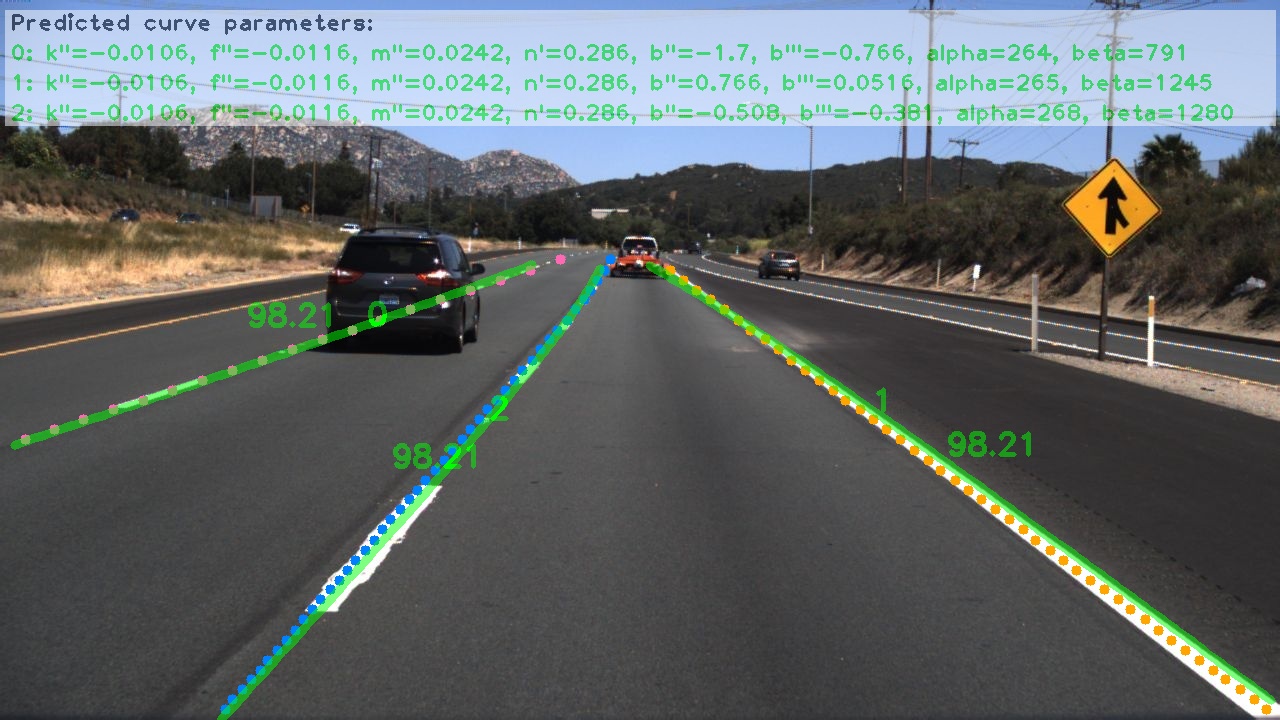 Predicted curve parameters:
0: k''=-0.0106, f''=-0.0116, m''=0.0242, n'=0.286, b''=-1.7, b'''=-0.766, alpha=264, beta=791
1: k''=-0.0106, f''=-0.0116, m''=0.0242, n'=0.286, b''=0.766, b'''=0.0516, alpha=265, beta=1245
2: k''=-0.0106, f''=-0.0116, m''=0.0242, n'=0.286, b''=-0.508, b'''=-0.381, alpha=268, beta=1280
98.21 0
1
2
98.21
98.21